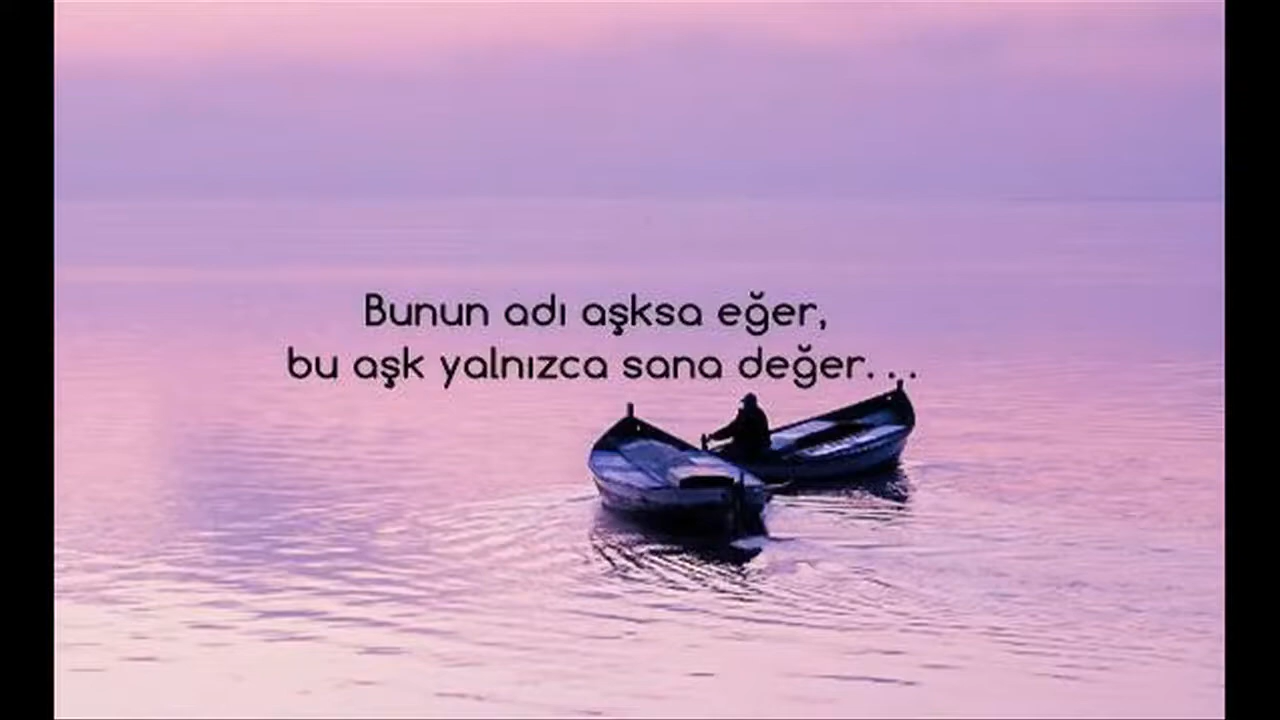 Bunun adı aşksa eğer,
bu aşk yalnızca sana değer. . .